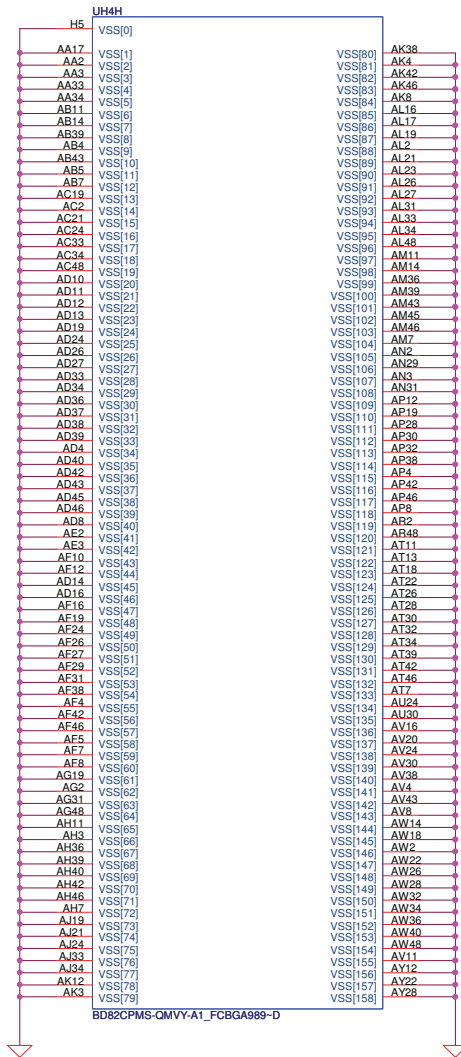 UH4H
H5 VSS[0]
AA17 VSS[1] VSS[80] AK38
AA2 VSS[2] VSS[81] AK4
AA3 VSS[3] VSS[82] AK42
AA33 VSS[4] VSS[83] AK46
AA34 VSS[5] VSS[84] AK8
AB11 VSS[6] VSS[85] AL16
AB14 VSS[7] VSS[86] AL17
AB39 VSS[8] VSS[87] AL19
AB4 VSS[9] VSS[88] AL2
AB43 VSS[10] VSS[89] AL21
AB5 VSS[11] VSS[90] AL23
AB7 VSS[12] VSS[91] AL26
AC19 VSS[13] VSS[92] AL27
AC2 VSS[14] VSS[93] AL31
AC21 VSS[15] VSS[94] AL33
AC24 VSS[16] VSS[95] AL34
AC33 VSS[17] VSS[96] AL48
AC34 VSS[18] VSS[97] AM11
AC48 VSS[19] VSS[98] AM14
AD10 VSS[20] VSS[99] AM36
AD11 VSS[21] VSS[100] AM39
AD12 VSS[22] VSS[101] AM43
AD13 VSS[23] VSS[102] AM45
AD19 VSS[24] VSS[103] AM46
AD24 VSS[25] VSS[104] AM7
AD26 VSS[26] VSS[105] AN2
AD27 VSS[27] VSS[106] AN29
AD33 VSS[28] VSS[107] AN3
AD34 VSS[29] VSS[108] AN31
AD36 VSS[30] VSS[109] AP12
AD37 VSS[31] VSS[110] AP19
AD38 VSS[32] VSS[111] AP28
AD39 VSS[33] VSS[112] AP30
AD4 VSS[34] VSS[113] AP32
AD40 VSS[35] VSS[114] AP38
AD42 VSS[36] VSS[115] AP4
AD43 VSS[37] VSS[116] AP42
AD45 VSS[38] VSS[117] AP46
AD46 VSS[39] VSS[118] AP8
AD8 VSS[40] VSS[119] AR2
AE2 VSS[41] VSS[120] AR48
AE3 VSS[42] VSS[121] AT11
AF10 VSS[43] VSS[122] AT13
AF12 VSS[44] VSS[123] AT18
AD14 VSS[45] VSS[124] AT22
AD16 VSS[46] VSS[125] AT26
AF16 VSS[47] VSS[126] AT28
AF19 VSS[48] VSS[127] AT30
AF24 VSS[49] VSS[128] AT32
AF26 VSS[50] VSS[129] AT34
AF27 VSS[51] VSS[130] AT39
AF29 VSS[52] VSS[131] AT42
AF31 VSS[53] VSS[132] AT46
AF38 VSS[54] VSS[133] AT7
AF4 VSS[55] VSS[134] AU24
AF42 VSS[56] VSS[135] AU30
AF46 VSS[57] VSS[136] AV16
AF5 VSS[58] VSS[137] AV20
AF7 VSS[59] VSS[138] AV24
AF8 VSS[60] VSS[139] AV30
AG19 VSS[61] VSS[140] AV38
AG2 VSS[62] VSS[141] AV4
AG31 VSS[63] VSS[142] AV43
AG48 VSS[64] VSS[143] AV8
AH11 VSS[65] VSS[144] AW14
AH3 VSS[66] VSS[145] AW18
AH36 VSS[67] VSS[146] AW2
AH39 VSS[68] VSS[147] AW22
AH40 VSS[69] VSS[148] AW26
AH42 VSS[70] VSS[149] AW28
AH46 VSS[71] VSS[150] AW32
AH7 VSS[72] VSS[151] AW34
AJ19 VSS[73] VSS[152] AW36
AJ21 VSS[74] VSS[153] AW40
AJ24 VSS[75] VSS[154] AW48
AJ33 VSS[76] VSS[155] AV11
AJ34 VSS[77] VSS[156] AY12
AK12 VSS[78] VSS[157] AY22
AK3 VSS[79] VSS[158] AY28
BD82CPMS-QMVY-A1_FCBGA989~D